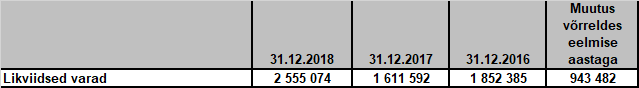 Muutus
võrreldes
eelmise
31.12.2018 31.12.2017 31.12.2016 aastaga
Likviidsed varad 2 555 074 1 611 592 1 852 385 943 482